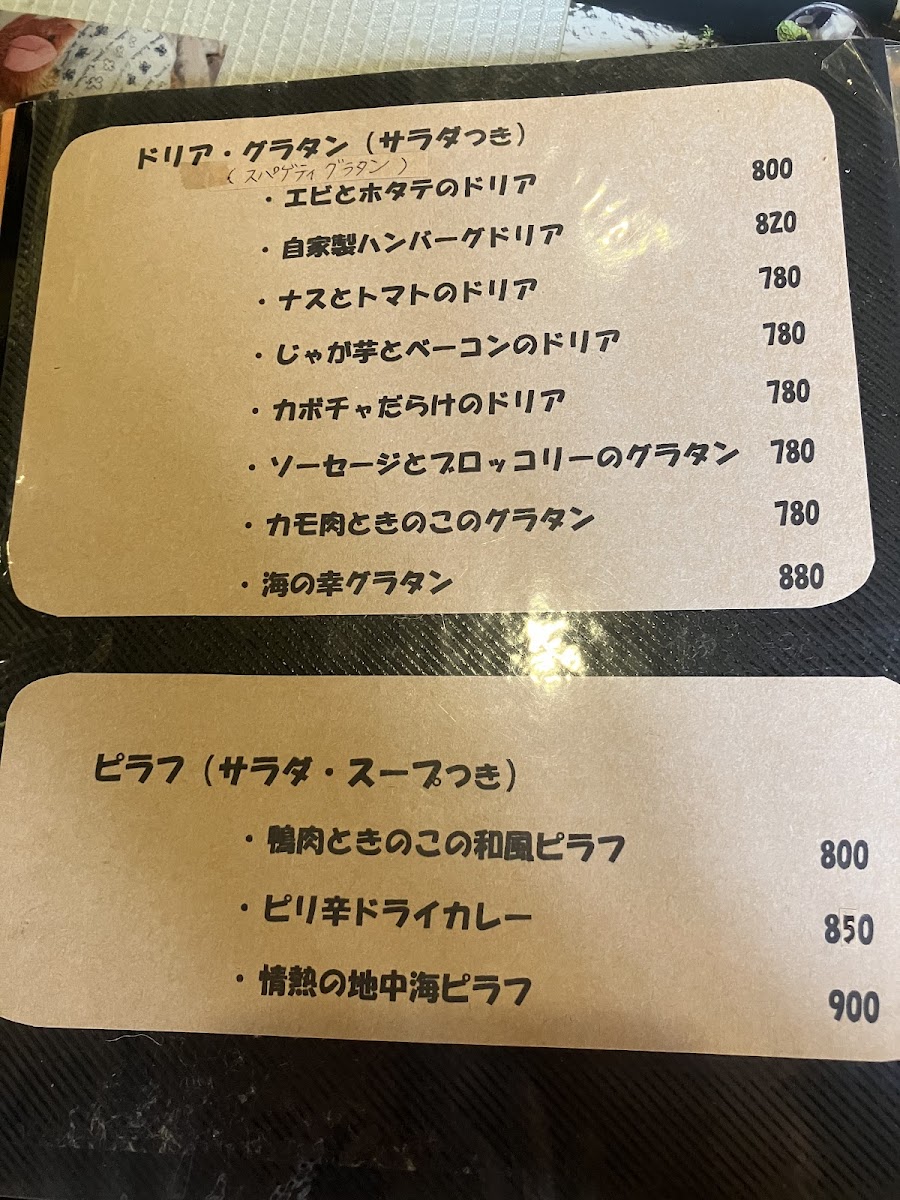 ドリア・グラタン（サラダつき）
（スパゲティグラタン）
・エビとホタテのドリア 800
・自家製ハンバーグドリア 820
・ナスとトマトのドリア 780
・じゃが芋とベーコンのドリア 780
・カボチャだらけのドリア 780
・ソーセージとブロッコリーのグラタン 780
・カモ肉ときのこのグラタン 780
・海の幸グラタン 880
ピラフ（サラダ・スープつき）
・鴨肉ときのこの和風ピラフ 800
・ピリ辛ドライカレー 850
・情熱の地中海ピラフ 900